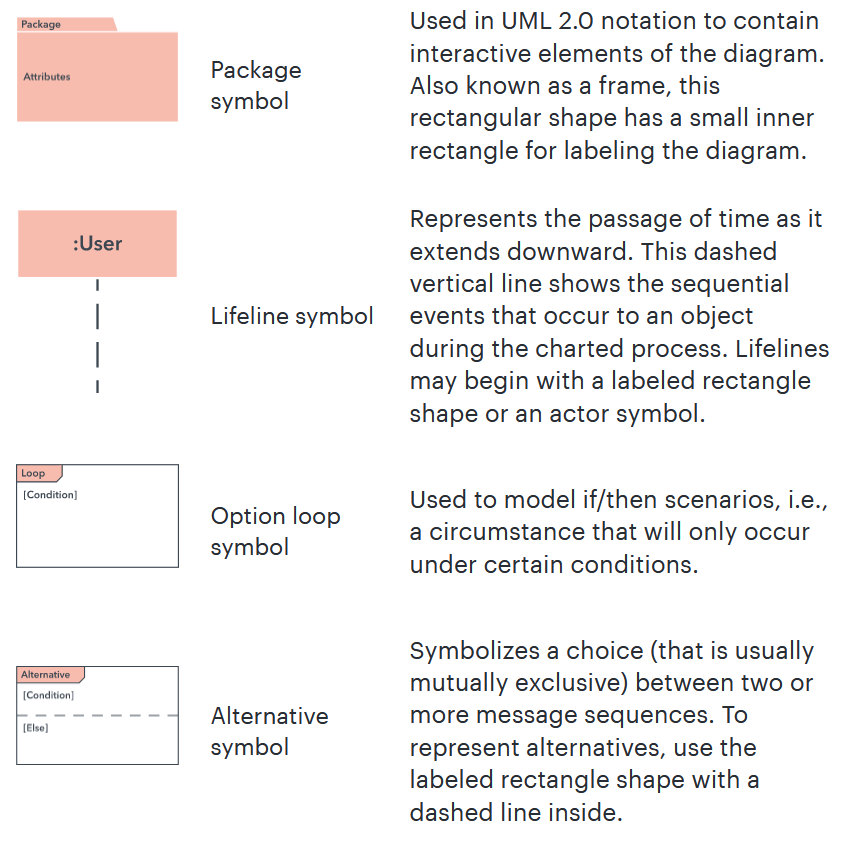 Package
Attributes
Package
symbol
Used in UML 2.0 notation to contain
interactive elements of the diagram.
Also known as a frame, this
rectangular shape has a small inner
rectangle for labeling the diagram.
:User
Lifeline symbol
Represents the passage of time as it
extends downward. This dashed
vertical line shows the sequential
events that occur to an object
during the charted process. Lifelines
may begin with a labeled rectangle
shape or an actor symbol.
Loop
[Condition]
Option loop
symbol
Used to model if/then scenarios, i.e.,
a circumstance that will only occur
under certain conditions.
Alternative
[Condition]
[Else]
Alternative
symbol
Symbolizes a choice (that is usually
mutually exclusive) between two or
more message sequences. To
represent alternatives, use the
labeled rectangle shape with a
dashed line inside.